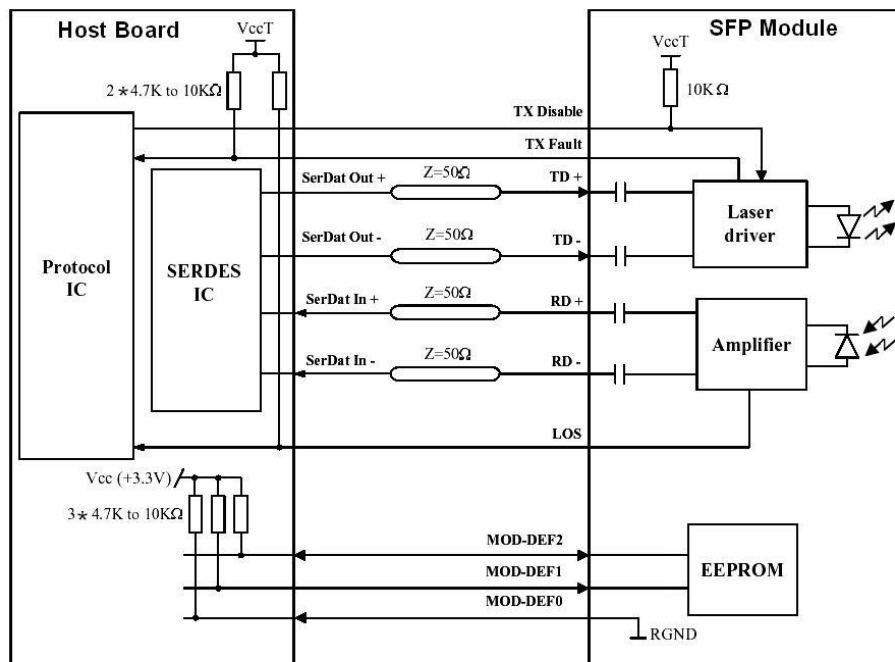 Host Board
SFP Module
VccT
VccT
2*4.7K to 10KΩ
10KΩ
TX Disable
TX Fault
SerDat Out +
Z=50Ω
TD +
SerDat Out -
Z=50Ω
TD -
Laser
driver
Protocol
IC
SERDES
IC
SerDat In +
Z=50Ω
RD +
SerDat In -
Z=50Ω
RD -
Amplifier
LOS
Vcc (+3.3V)
3*4.7K to 10KΩ
MOD-DEF2
MOD-DEF1
MOD-DEF0
EEPROM
RGND